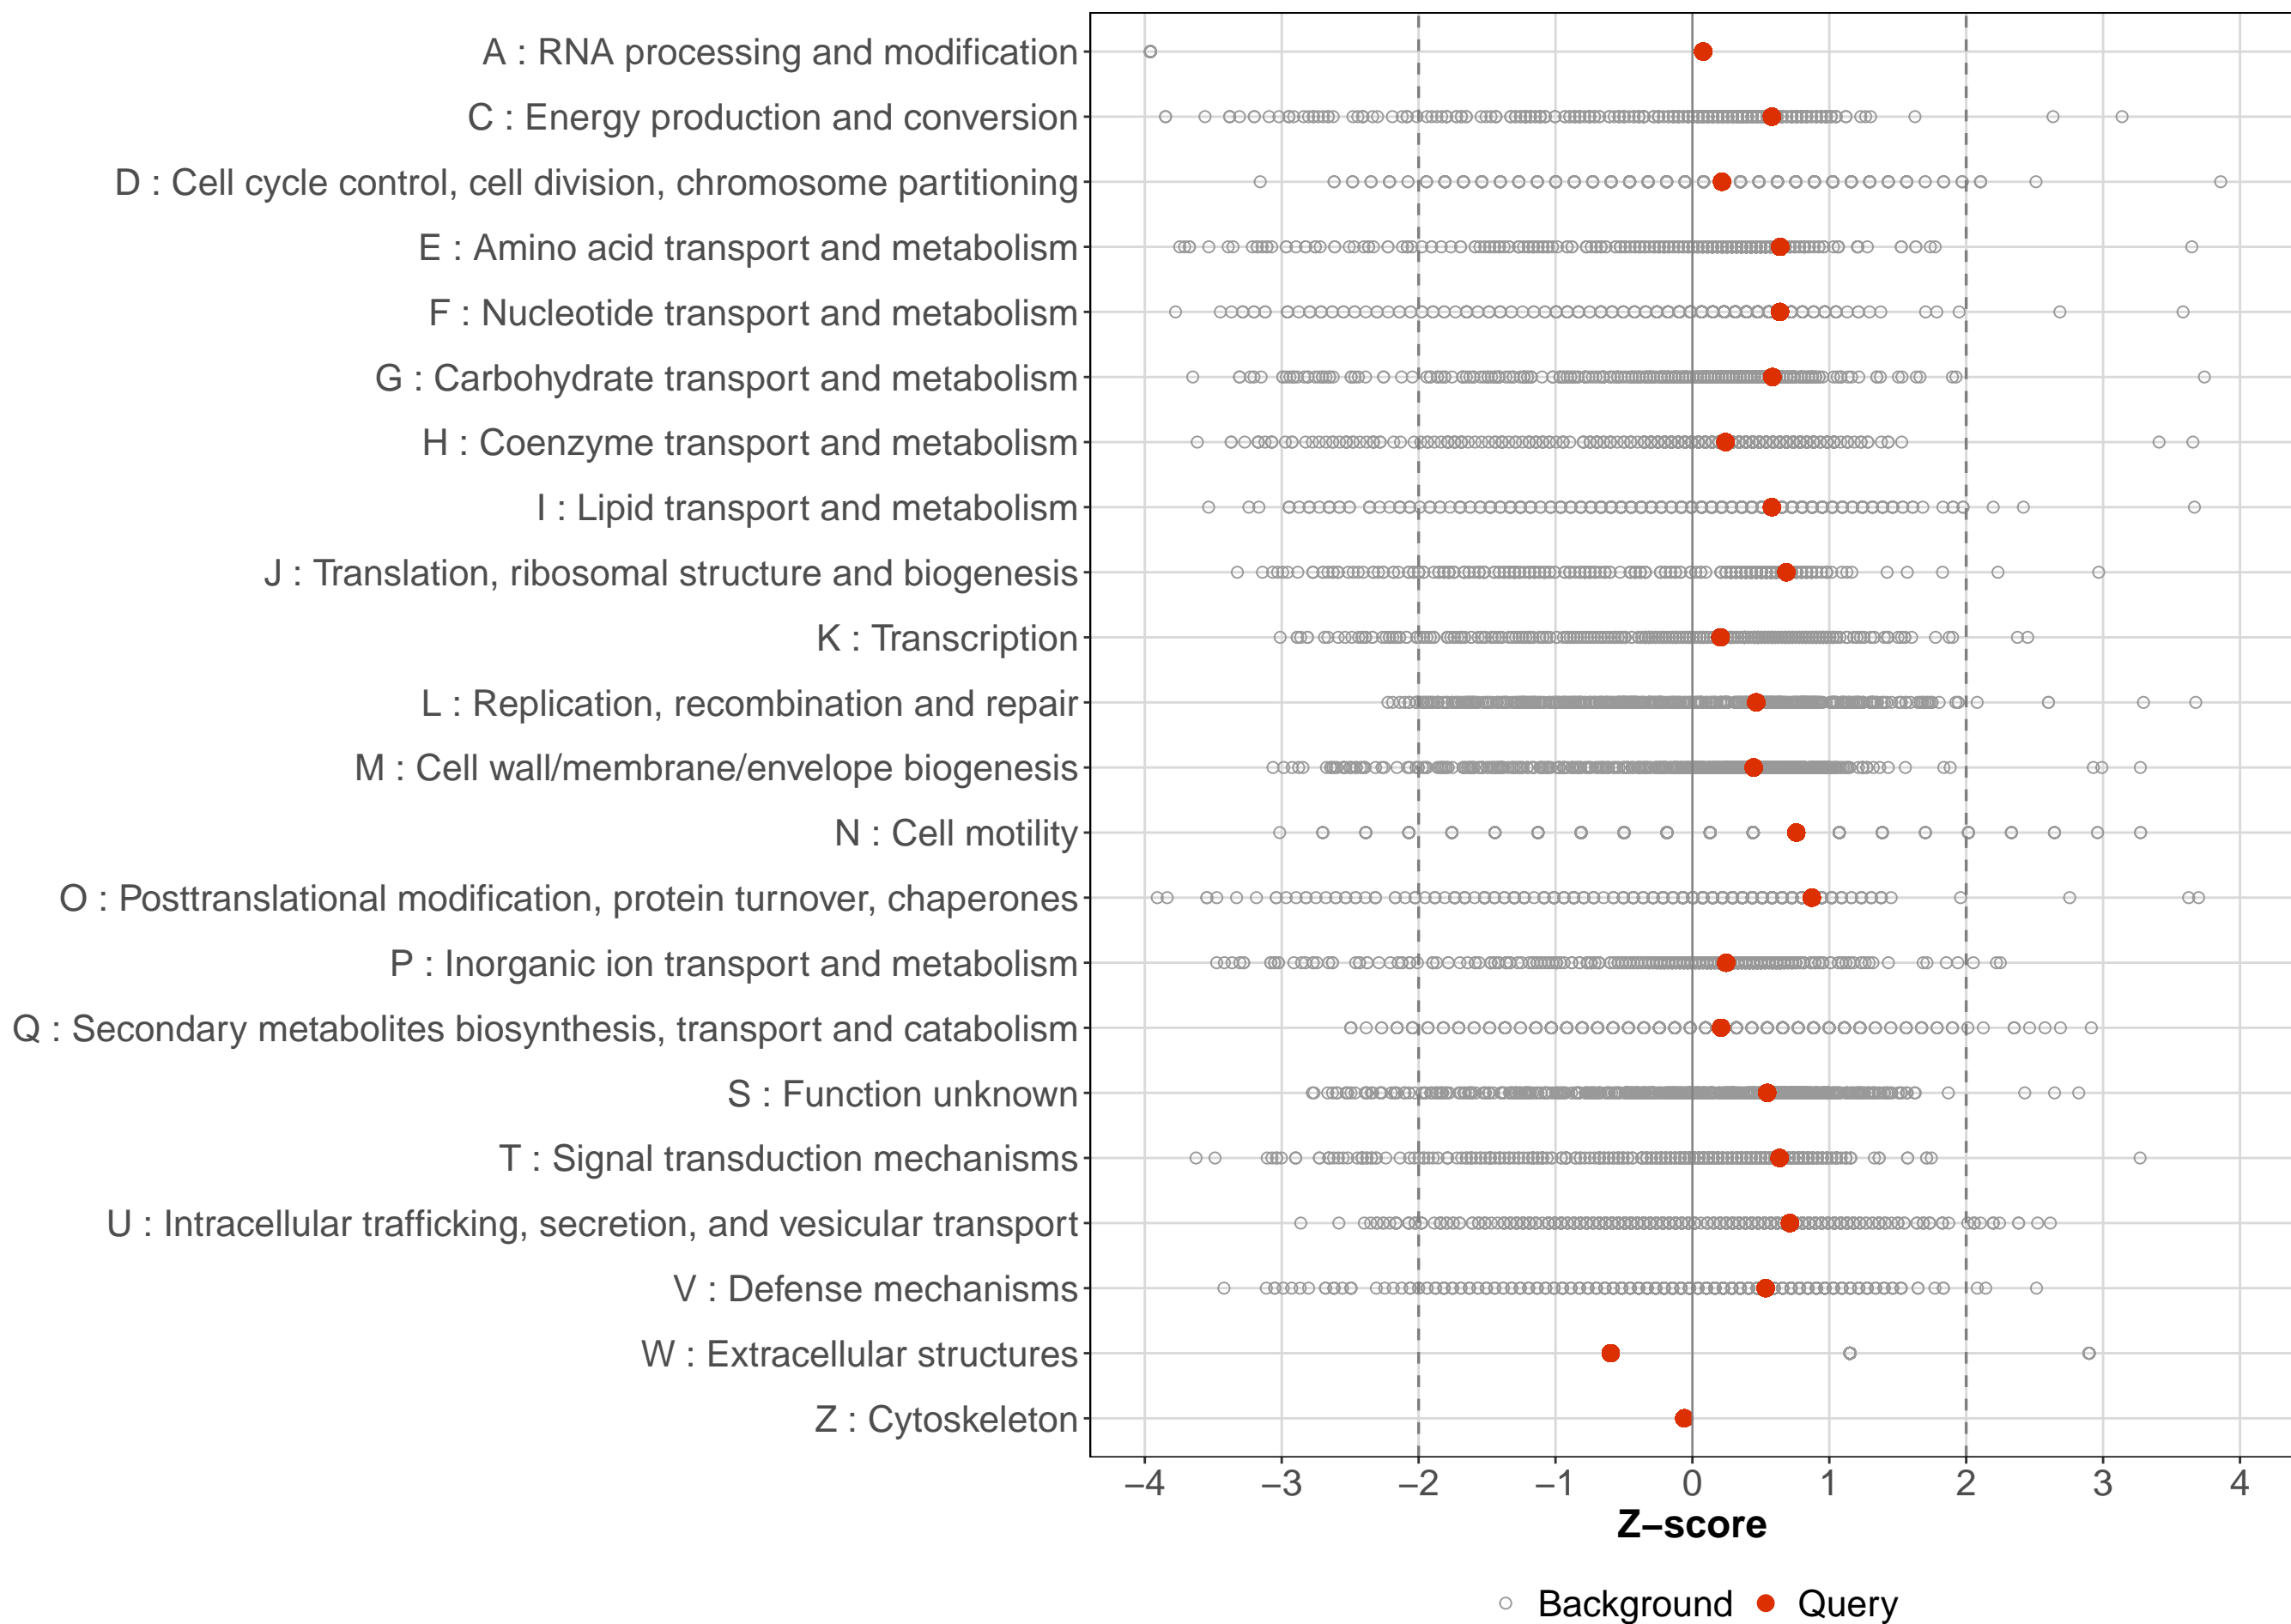 A : RNA processing and modification
C : Energy production and conversion
D : Cell cycle control, cell division, chromosome partitioning
E : Amino acid transport and metabolism
F : Nucleotide transport and metabolism
G : Carbohydrate transport and metabolism
H : Coenzyme transport and metabolism
I : Lipid transport and metabolism
J : Translation, ribosomal structure and biogenesis
K : Transcription
L : Replication, recombination and repair
M : Cell wall/membrane/envelope biogenesis
N : Cell motility
O : Posttranslational modification, protein turnover, chaperones
P : Inorganic ion transport and metabolism
Q : Secondary metabolites biosynthesis, transport and catabolism
S : Function unknown
T : Signal transduction mechanisms
U : Intracellular trafficking, secretion, and vesicular transport
V : Defense mechanisms
W : Extracellular structures
Z : Cytoskeleton
−4 −3 −2 −1 0 1 2 3 4
Z−score
Background Query